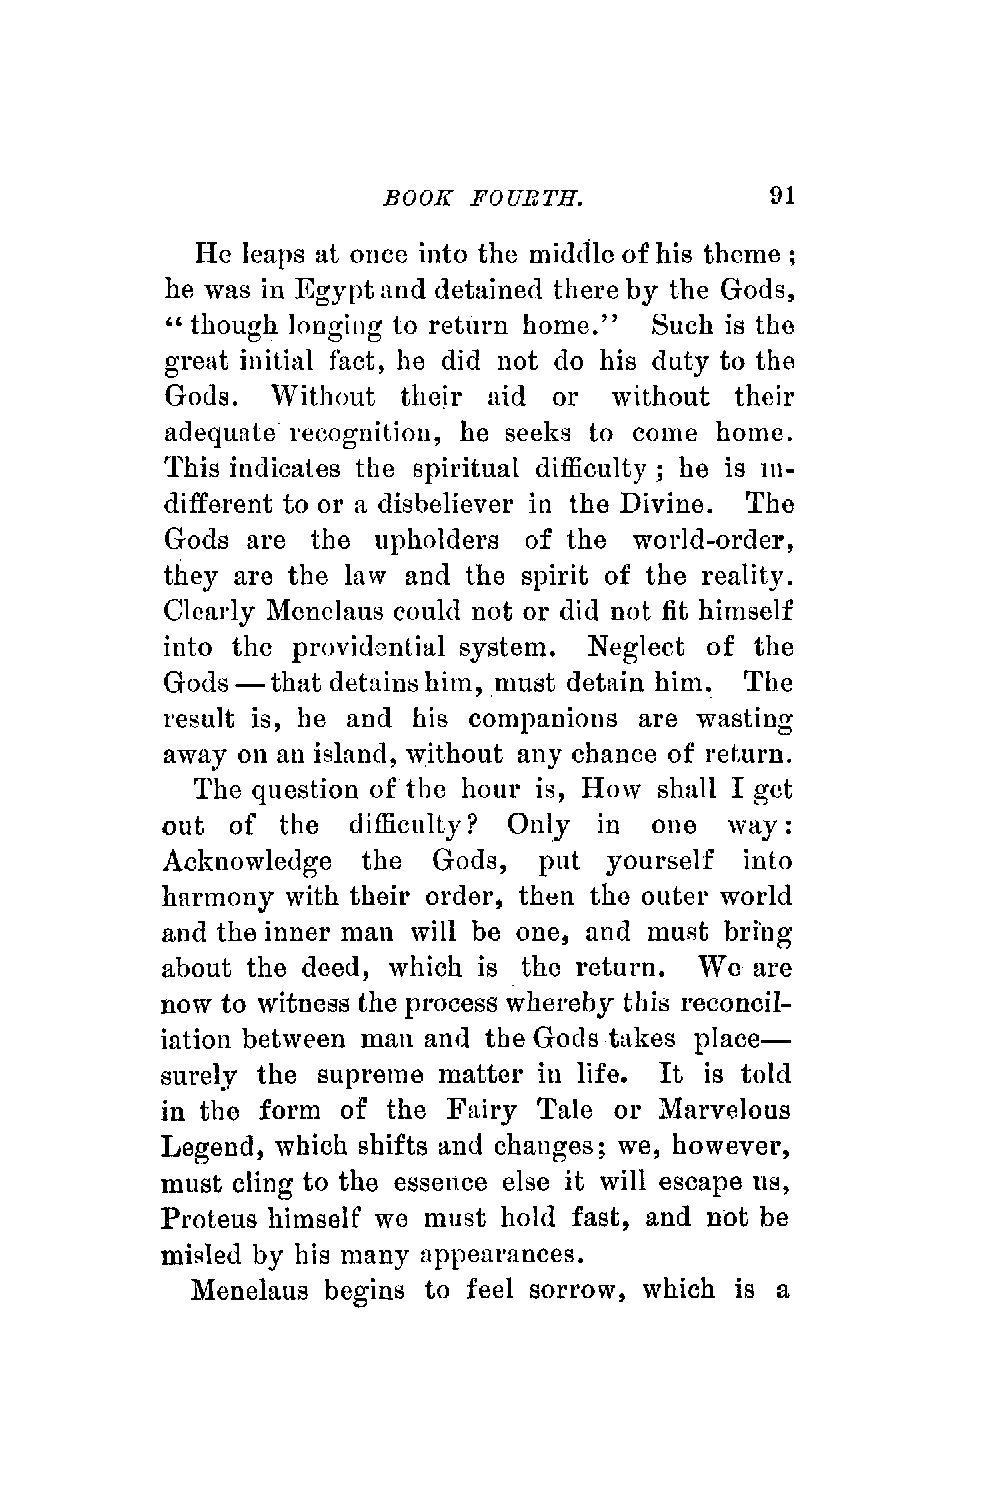 BOOK FOURTH. 91
He leaps at once into the middle of his theme ;
he was in Egypt and detained there by the Gods,
“ though longing to return home.” Such is the
great initial fact, he did not do his duty to the
Gods. Without their aid or without their
adequate recognition, he seeks to come home.
This indicates the spiritual difficulty ; he is in-
different to or a disbeliever in the Divine. The
Gods are the upholders of the world-order,
they are the law and the spirit of the reality.
Clearly Menelaus could not or did not fit himself
into the providential system. Neglect of the
Gods — that detains him, must detain him. The
result is, he and his companions are wasting
away on an island, without any chance of return.
The question of the hour is, How shall I get
out of the difficulty? Only in one way:
Acknowledge the Gods, put yourself into
harmony with their order, then the outer world
and the inner man will be one, and must bring
about the deed, which is the return. We are
now to witness the process whereby this reconcil-
iation between man and the Gods takes place—
surely the supreme matter in life. It is told
in the form of the Fairy Tale or Marvelous
Legend, which shifts and changes; we, however,
must cling to the essence else it will escape us,
Proteus himself we must hold fast, and not be
misled by his many appearances.
Menelaus begins to feel sorrow, which is a